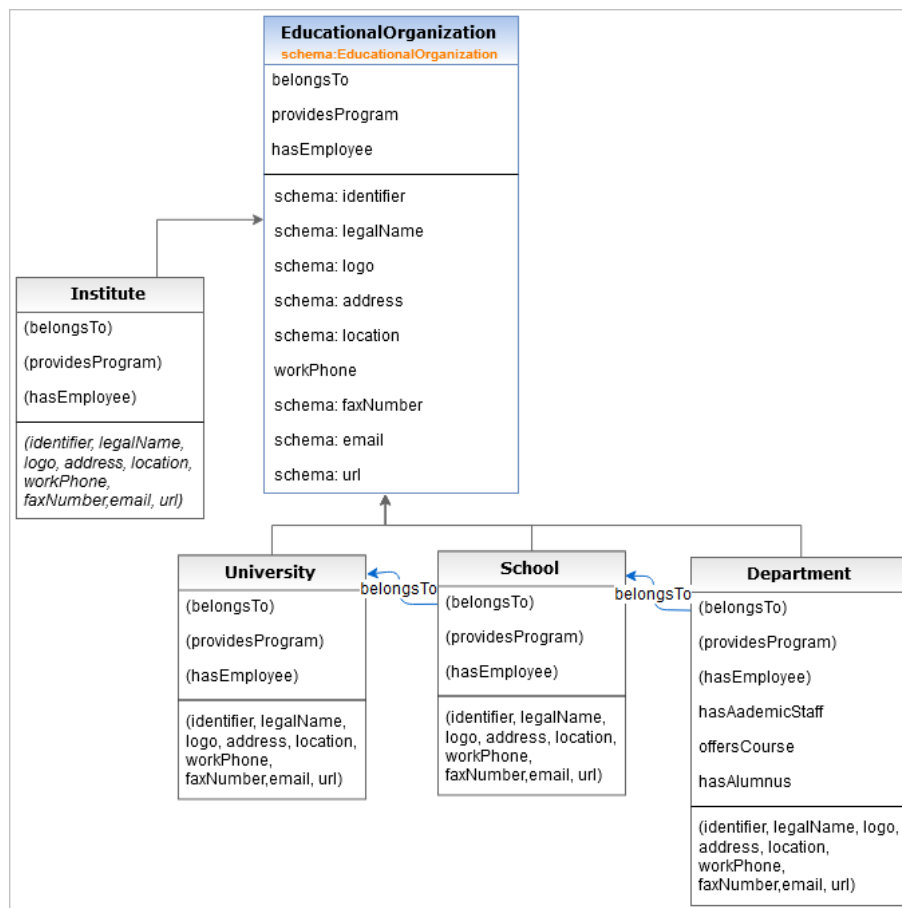 EducationalOrganization
schema:EducationalOrganization
belongsTo
providesProgram
hasEmployee
schema: identifier
schema: legalName
schema: logo
schema: address
schema: location
workPhone
schema: faxNumber
schema: email
schema: url
Institute
(belongsTo)
(providesProgram)
(hasEmployee)
(identifier, legalName,
logo, address, location,
workPhone,
faxNumber,email, url)
University
(belongsTo)
(providesProgram)
(hasEmployee)
(identifier, legalName,
logo, address, location,
workPhone,
faxNumber,email, url)
belongsTo
School
(belongsTo)
(providesProgram)
(hasEmployee)
(identifier, legalName,
logo, address, location,
workPhone,
faxNumber,email, url)
belongsTo
Department
(belongsTo)
(providesProgram)
(hasEmployee)
hasAademicStaff
offersCourse
hasAlumnus
(identifier, legalName, logo,
address, location,
workPhone,
faxNumber,email, url)